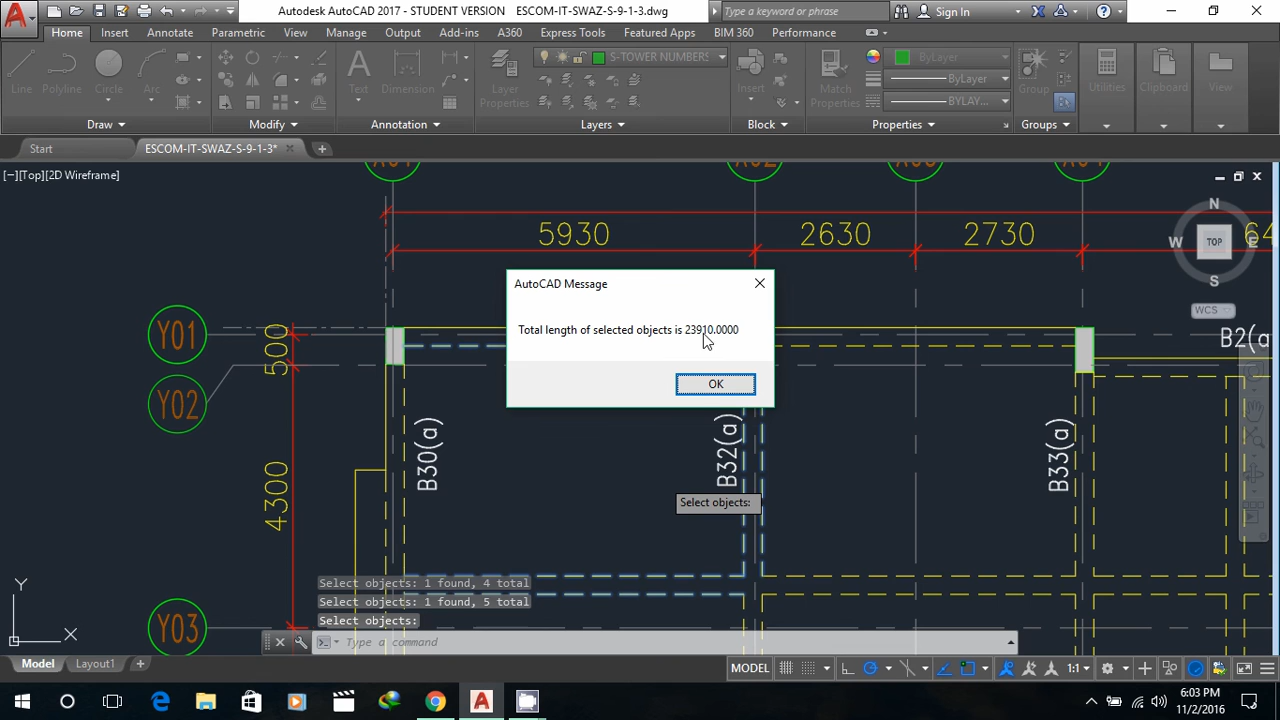 Autodesk AutoCAD 2017 - STUDENT VERSION ESCOM-IT-SWAZ-S-9-1-3.dwg
Type a keyword or phrase
Sign In
Home Insert Annotate Parametric View Manage Output Add-ins A360 Express Tools Featured Apps BIM 360 Performance
S-TOWER NUMBERS
ByLayer
ByLayer
BYLAY...
Line Polyline Circle Arc
Text Dimension
Layer Properties
Insert
Match Properties
Group
Utilities Clipboard View
Draw Modify Annotation Layers Block Properties Groups
Start ESCOM-IT-SWAZ-S-9-1-3*
[−][Top][2D Wireframe]
N
W TOP E
S
WCS
5930 2630 2730 64
AutoCAD Message
Total length of selected objects is 23910.0000
OK
Y01
500
B2(a
Y02
B30(a) B32(a) B33(a)
4300
Select objects:
Select objects: 1 found, 4 total
Select objects: 1 found, 5 total
Select objects:
Y
X
Y03
Type a command
Model Layout1
MODEL
1:1
6:03 PM
11/2/2016